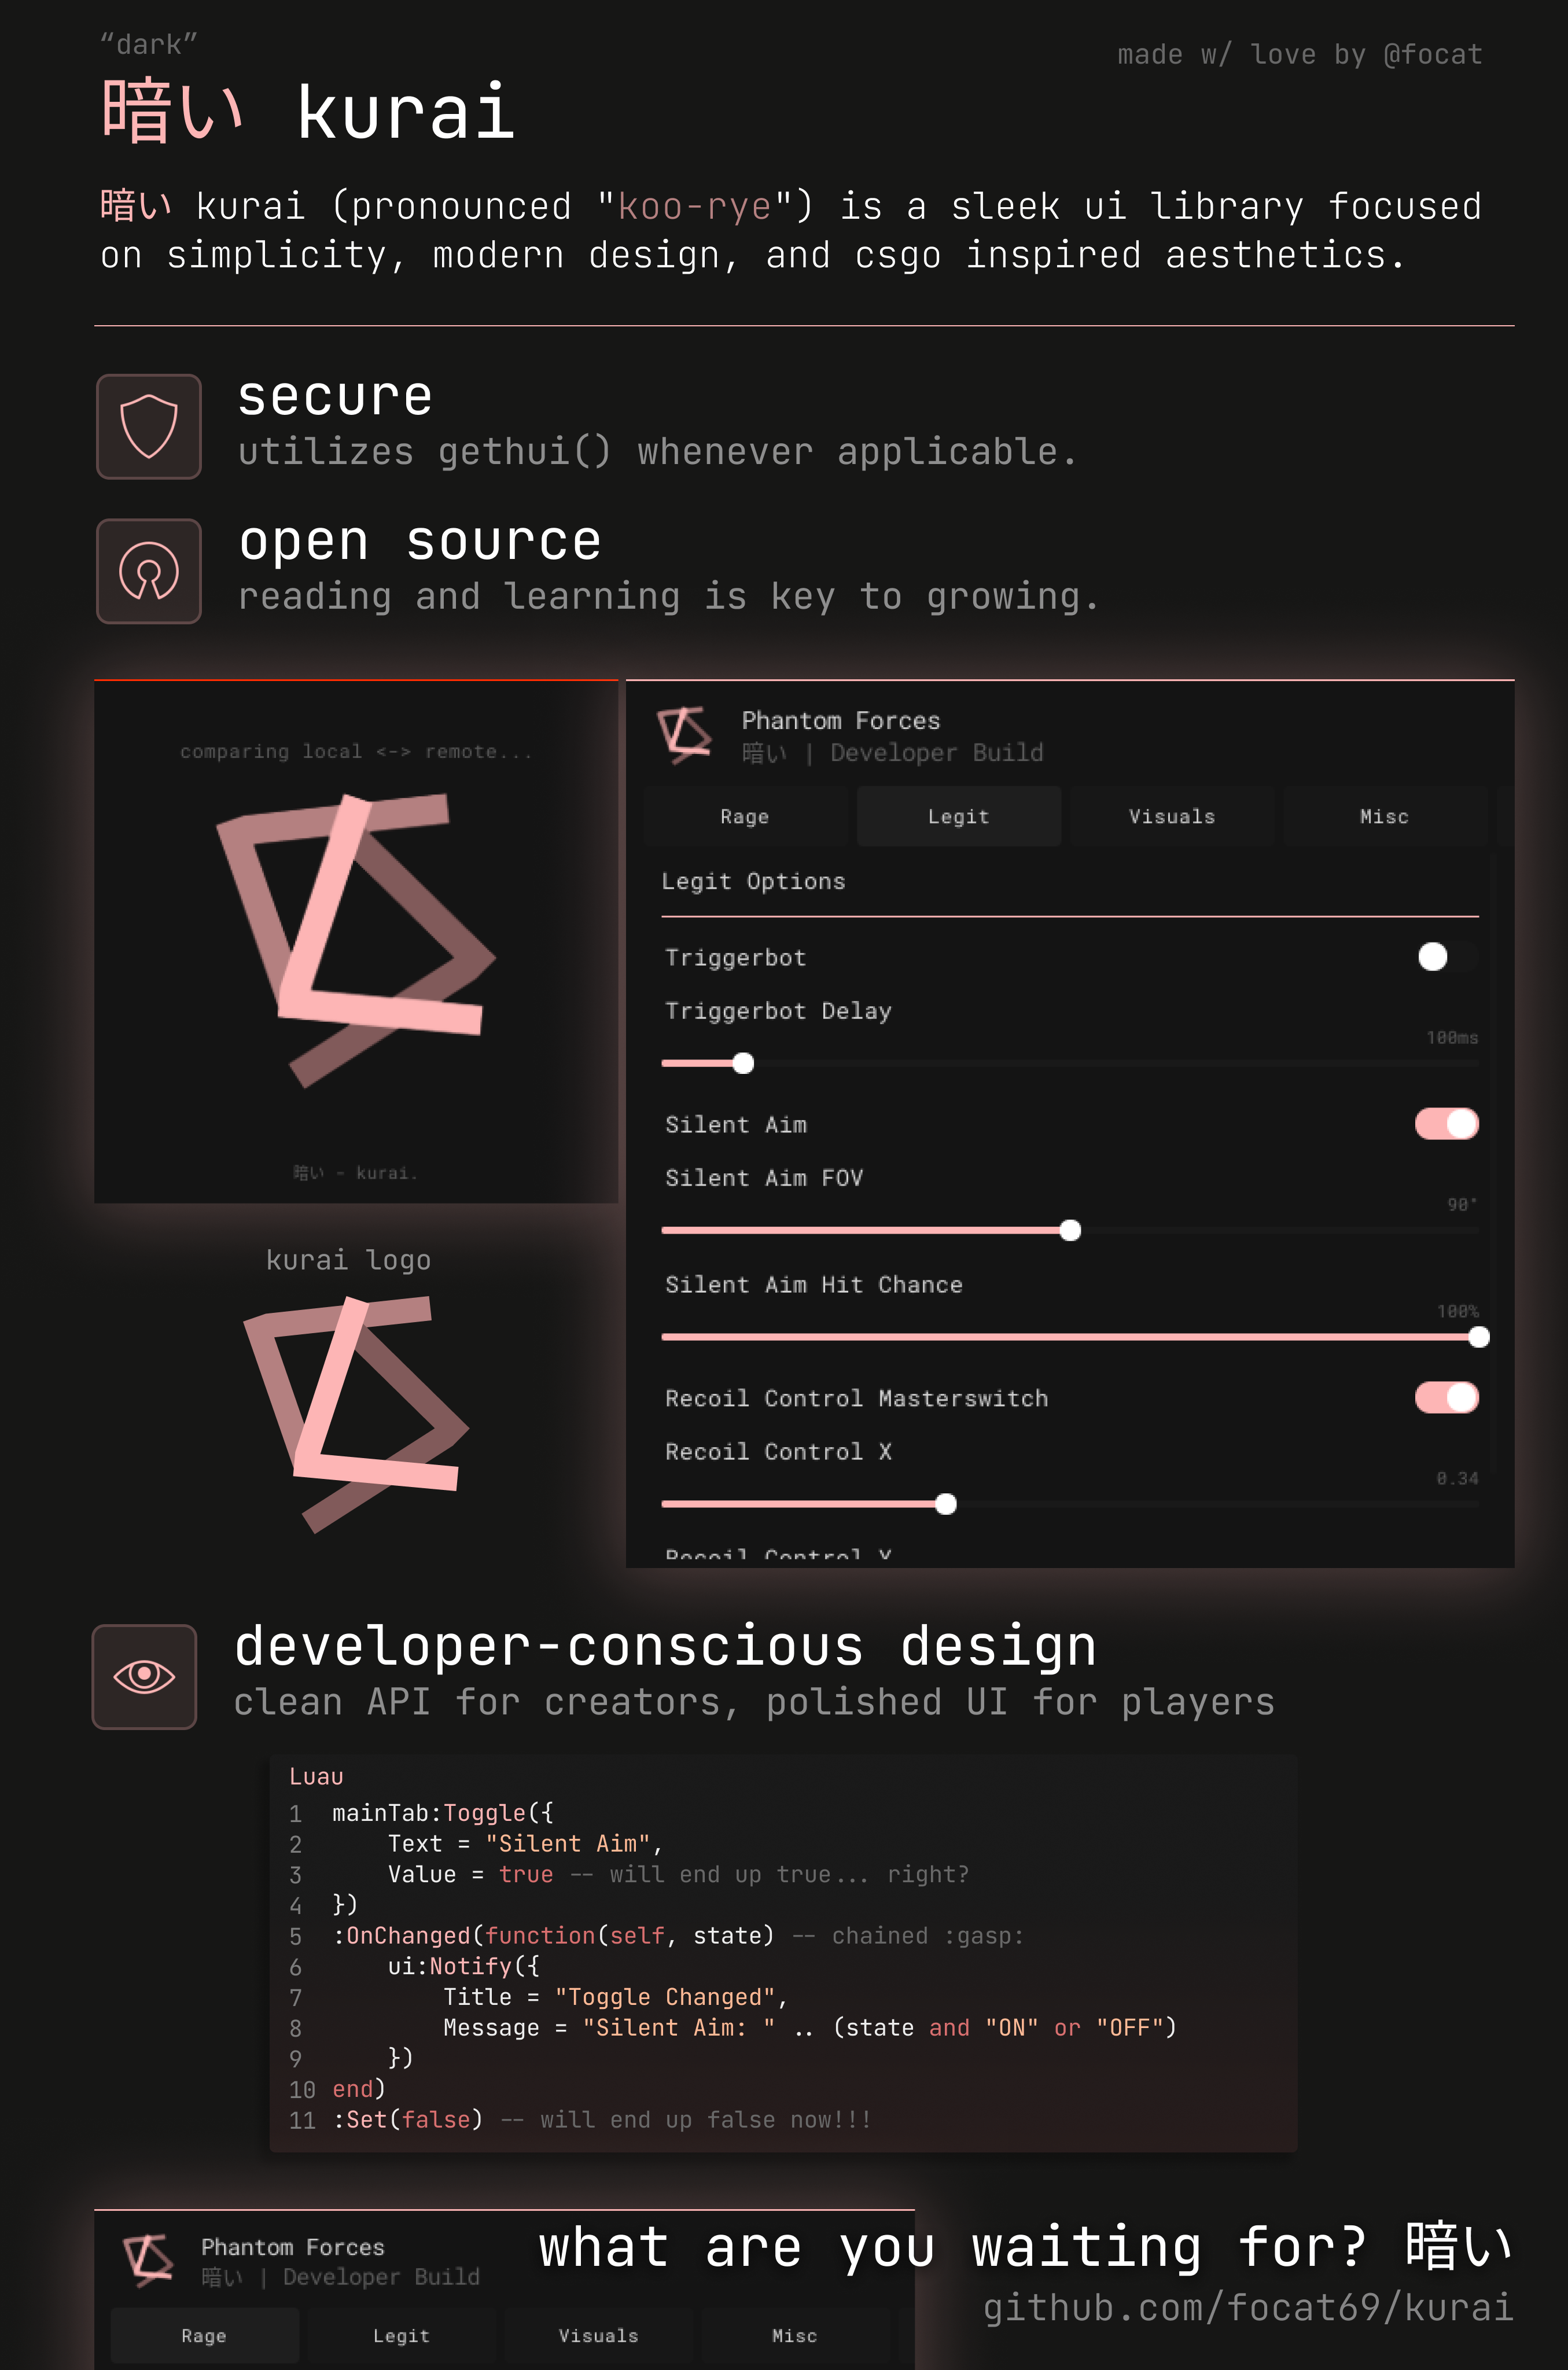 “dark”
made w/ love by @focat
暗い kurai
暗い kurai (pronounced "koo-rye") is a sleek ui library focused
on simplicity, modern design, and csgo inspired aesthetics.
secure
utilizes gethui() whenever applicable.
open source
reading and learning is key to growing.
comparing local <-> remote...
暗い - kurai.
kurai logo
Phantom Forces
暗い | Developer Build
Rage Legit Visuals Misc
Legit Options
Triggerbot
Triggerbot Delay
100ms
Silent Aim
Silent Aim FOV
90°
Silent Aim Hit Chance
100%
Recoil Control Masterswitch
Recoil Control X
0.34
Recoil Control Y
developer-conscious design
clean API for creators, polished UI for players
Luau
1 mainTab:Toggle({
2     Text = "Silent Aim",
3     Value = true -- will end up true... right?
4 })
5 :OnChanged(function(self, state) -- chained :gasp:
6     ui:Notify({
7         Title = "Toggle Changed",
8         Message = "Silent Aim: " .. (state and "ON" or "OFF")
9     })
10 end)
11 :Set(false) -- will end up false now!!!
Phantom Forces
暗い | Developer Build
Rage Legit Visuals Misc
what are you waiting for? 暗い
github.com/focat69/kurai